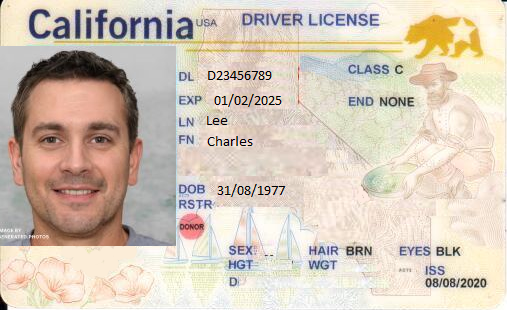 California USA DRIVER LICENSE
DL D23456789 CLASS C
EXP 01/02/2025 END NONE
LN Lee
FN Charles
DOB 31/08/1977
RSTR
DONOR
IMAGE BY
GENERATED PHOTOS
SEX -- HAIR BRN EYES BLK
HGT WGT ISS
D 08/08/2020